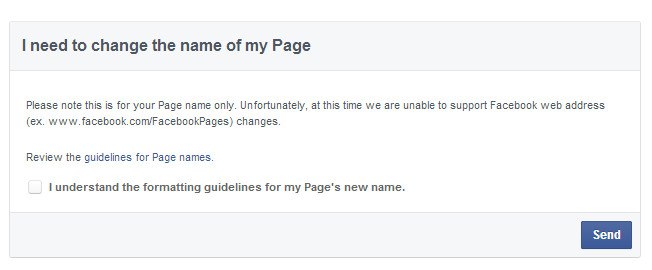 I need to change the name of my Page
Please note this is for your Page name only. Unfortunately, at this time we are unable to support Facebook web address
(ex. www.facebook.com/FacebookPages) changes.
Review the guidelines for Page names.
I understand the formatting guidelines for my Page's new name.
Send